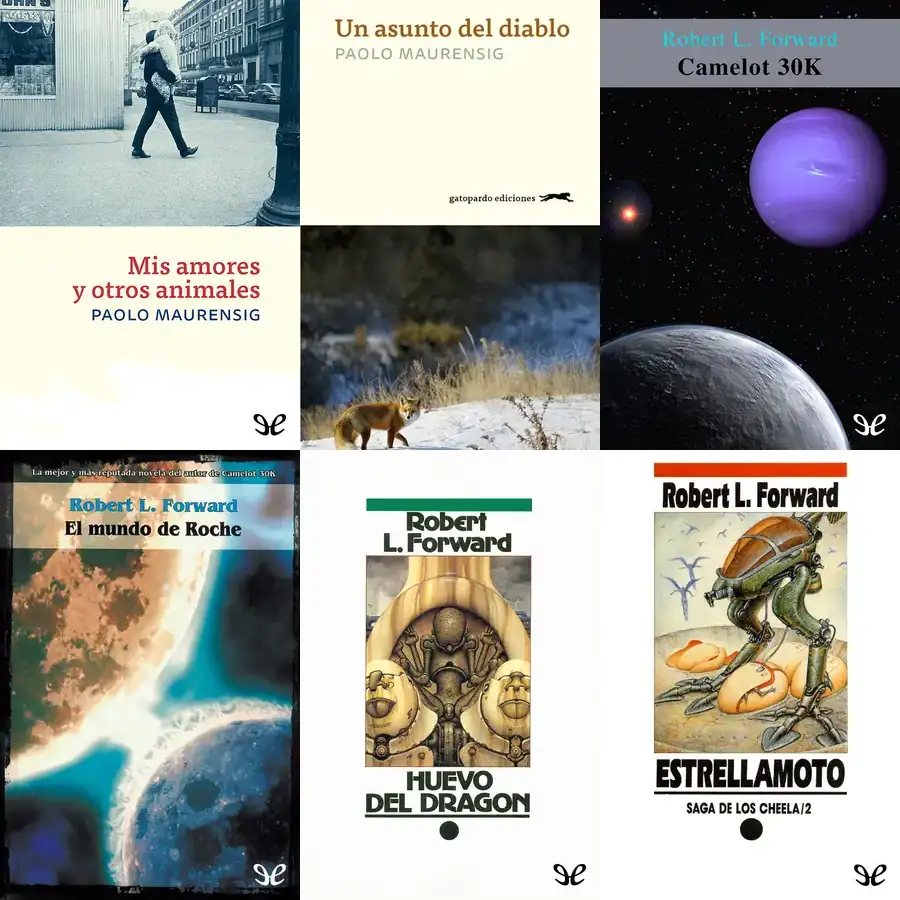 JOHN'S
Mis amores
y otros animales
PAOLO MAURENSIG
Un asunto del diablo
PAOLO MAURENSIG
gatopardo ediciones
Robert L. Forward
Camelot 30K
La mejor y más reputada novela del autor de Camelot 30K
Robert L. Forward
El mundo de Roche
Robert
L. Forward
HUEVO
DEL DRAGON
Robert L. Forward
ESTRELLAMOTO
SAGA DE LOS CHEELA/2